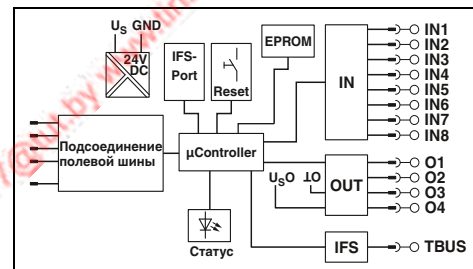 US GND
24V
DC
IFS-
Port
Reset
EPROM
IN
IN1
IN2
IN3
IN4
IN5
IN6
IN7
IN8
Подсоединение
полевой шины
µController
USO
OUT
O1
O2
O3
O4
Статус
IFS
TBUS